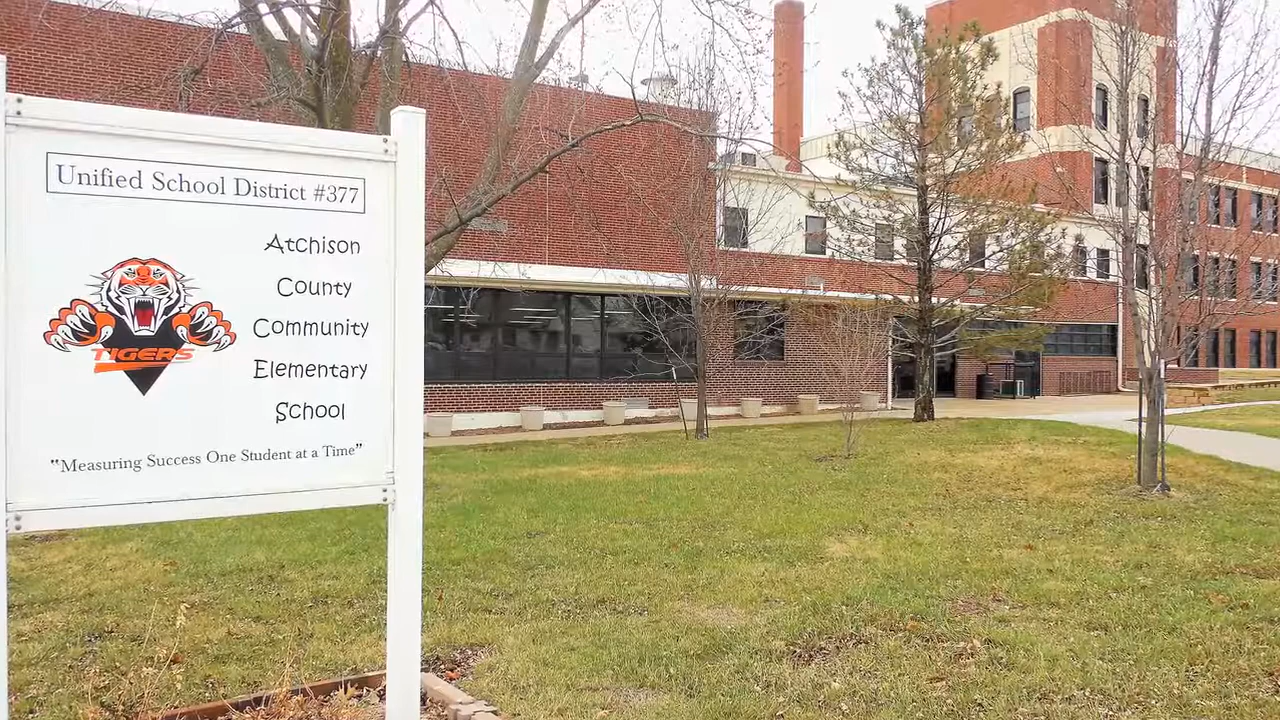 Unified School District #377
Atchison
County
Community
Elementary
School
TIGERS
"Measuring Success One Student at a Time"